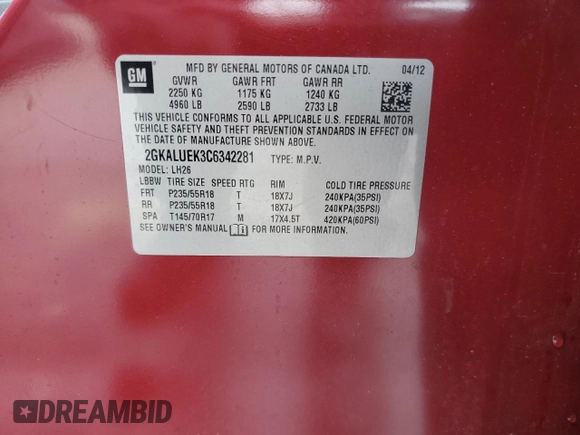 GM
MFD BY GENERAL MOTORS OF CANADA LTD. 04/12
GVWR GAWR FRT GAWR RR
2250 KG 1175 KG 1240 KG
4960 LB 2590 LB 2733 LB
THIS VEHICLE CONFORMS TO ALL APPLICABLE U.S. FEDERAL MOTOR
VEHICLE SAFETY AND THEFT PREVENTION STANDARDS IN EFFECT ON
THE DATE OF MANUFACTURE SHOWN ABOVE.
2GKALUEK3C6342281 TYPE: M.P.V.
MODEL: LH26
LBBW TIRE SIZE SPEED RTG RIM COLD TIRE PRESSURE
FRT P235/55R18 T 18X7J 240KPA(35PSI)
RR P235/55R18 T 18X7J 240KPA(35PSI)
SPA T145/70R17 M 17X4.5T 420KPA(60PSI)
SEE OWNER'S MANUAL FOR MORE INFORMATION.
DREAMBID